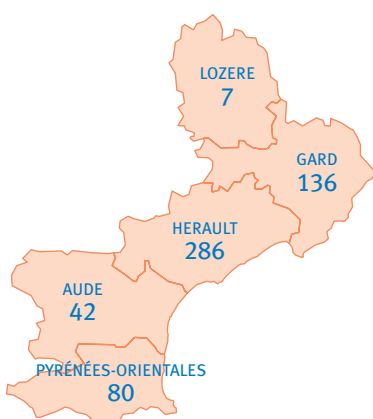 LOZERE
7
GARD
136
HERAULT
286
AUDE
42
PYRÉNÉES-ORIENTALES
80